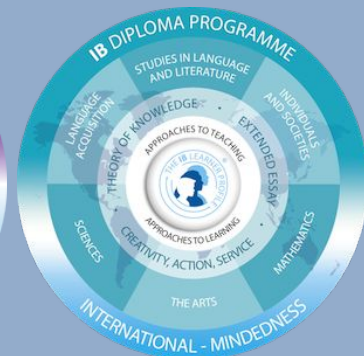 IB DIPLOMA PROGRAMME
STUDIES IN LANGUAGE
AND LITERATURE
LANGUAGE
ACQUISITION
INDIVIDUALS
AND SOCIETIES
THEORY OF KNOWLEDGE
EXTENDED ESSAY
APPROACHES TO TEACHING
THE IB LEARNER PROFILE
APPROACHES TO LEARNING
CREATIVITY, ACTION, SERVICE
SCIENCES
MATHEMATICS
THE ARTS
INTERNATIONAL - MINDEDNESS